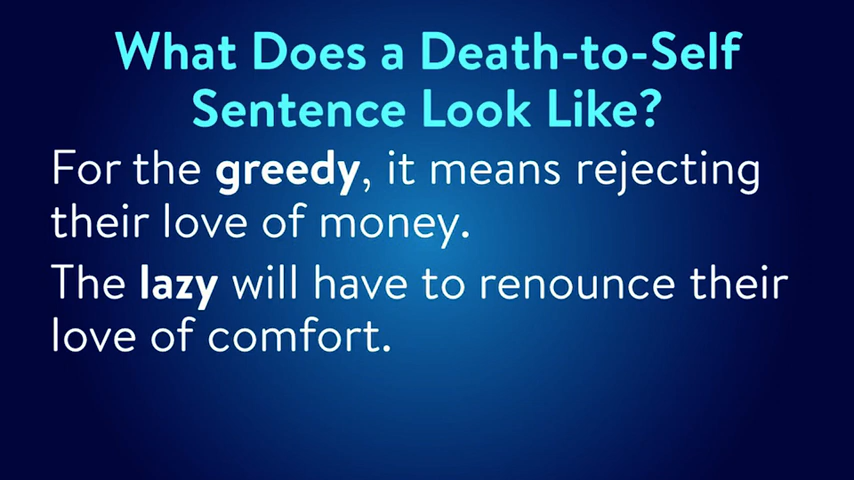 What Does a Death-to-Self
Sentence Look Like?
For the greedy, it means rejecting
their love of money.
The lazy will have to renounce their
love of comfort.